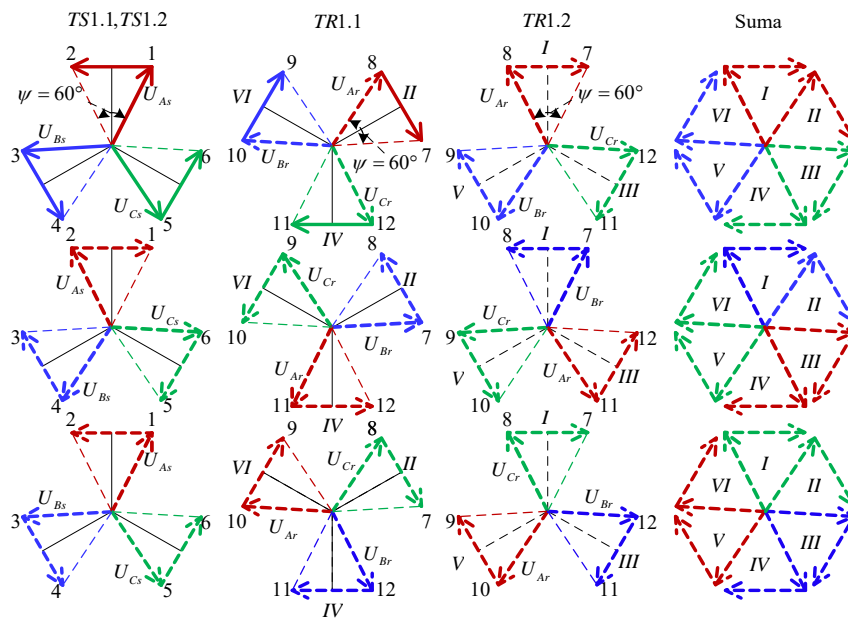 TS1.1,TS1.2 TR1.1 TR1.2 Suma
2 1 9 8 8 I 7
ψ = 60° U_As VI U_Ar II U_Ar ψ = 60° I II
U_Bs U_Br U_Cr VI
3 6 10 ψ = 60° 7 9 12 III
U_Cs U_Cr V U_Br III V IV
4 5 11 IV 12 10 11
2 1 9 8 8 I 7
U_As VI U_Cr II U_Br I II
U_Cs U_Cr VI
3 6 10 U_Br 7 9 12
U_Bs U_Ar V U_Ar III V III
4 5 11 IV 12 10 11 IV
2 1 9 8 8 I 7
U_As VI U_Cr II U_Cr I II
U_Bs U_Br VI
3 6 10 U_Ar 7 9 12
U_Cs U_Br V U_Ar III V III
4 5 11 12 10 11 IV
IV